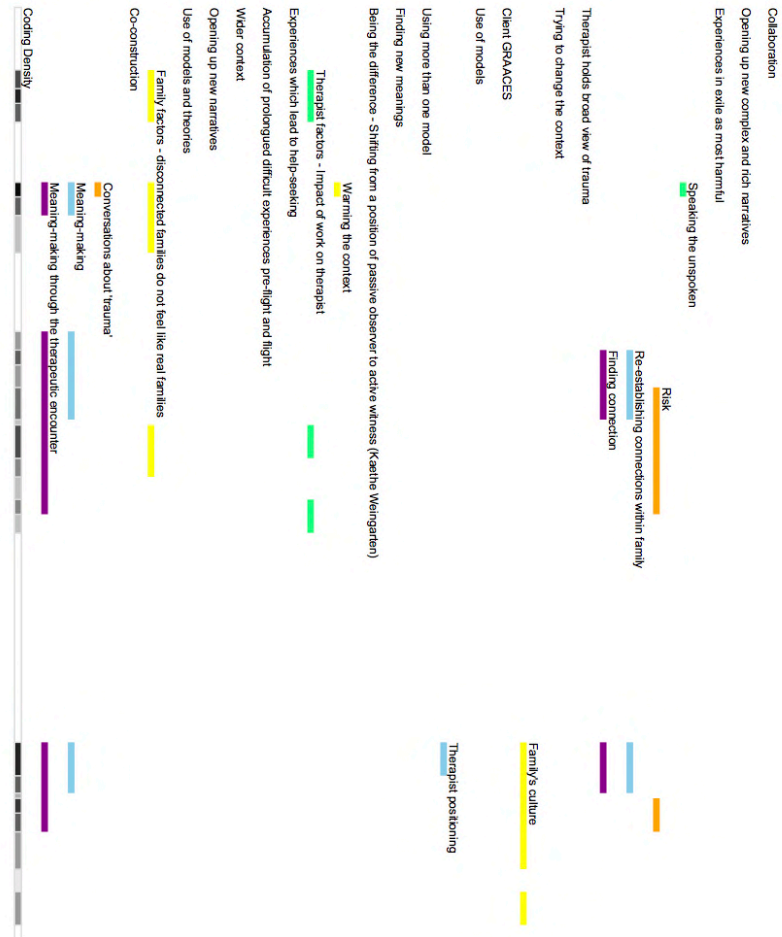 Collaboration
Opening up new complex and rich narratives
Experiences in exile as most harmful
Speaking the unspoken
Risk
Re-establishing connections within family
Finding connection
Therapist holds broad view of trauma
Trying to change the context
Family's culture
Client GRAACES
Use of models
Therapist positioning
Using more than one model
Finding new meanings
Being the difference - Shifting from a position of passive observer to active witness (Kaethe Weingarten)
Warming the context
Therapist factors - Impact of work on therapist
Experiences which lead to help-seeking
Accumulation of prolongued difficult experiences pre-flight and flight
Wider context
Opening up new narratives
Use of models and theories
Family factors - disconnected families do not feel like real families
Co-construction
Conversations about 'trauma'
Meaning-making
Meaning-making through the therapeutic encounter
Coding Density